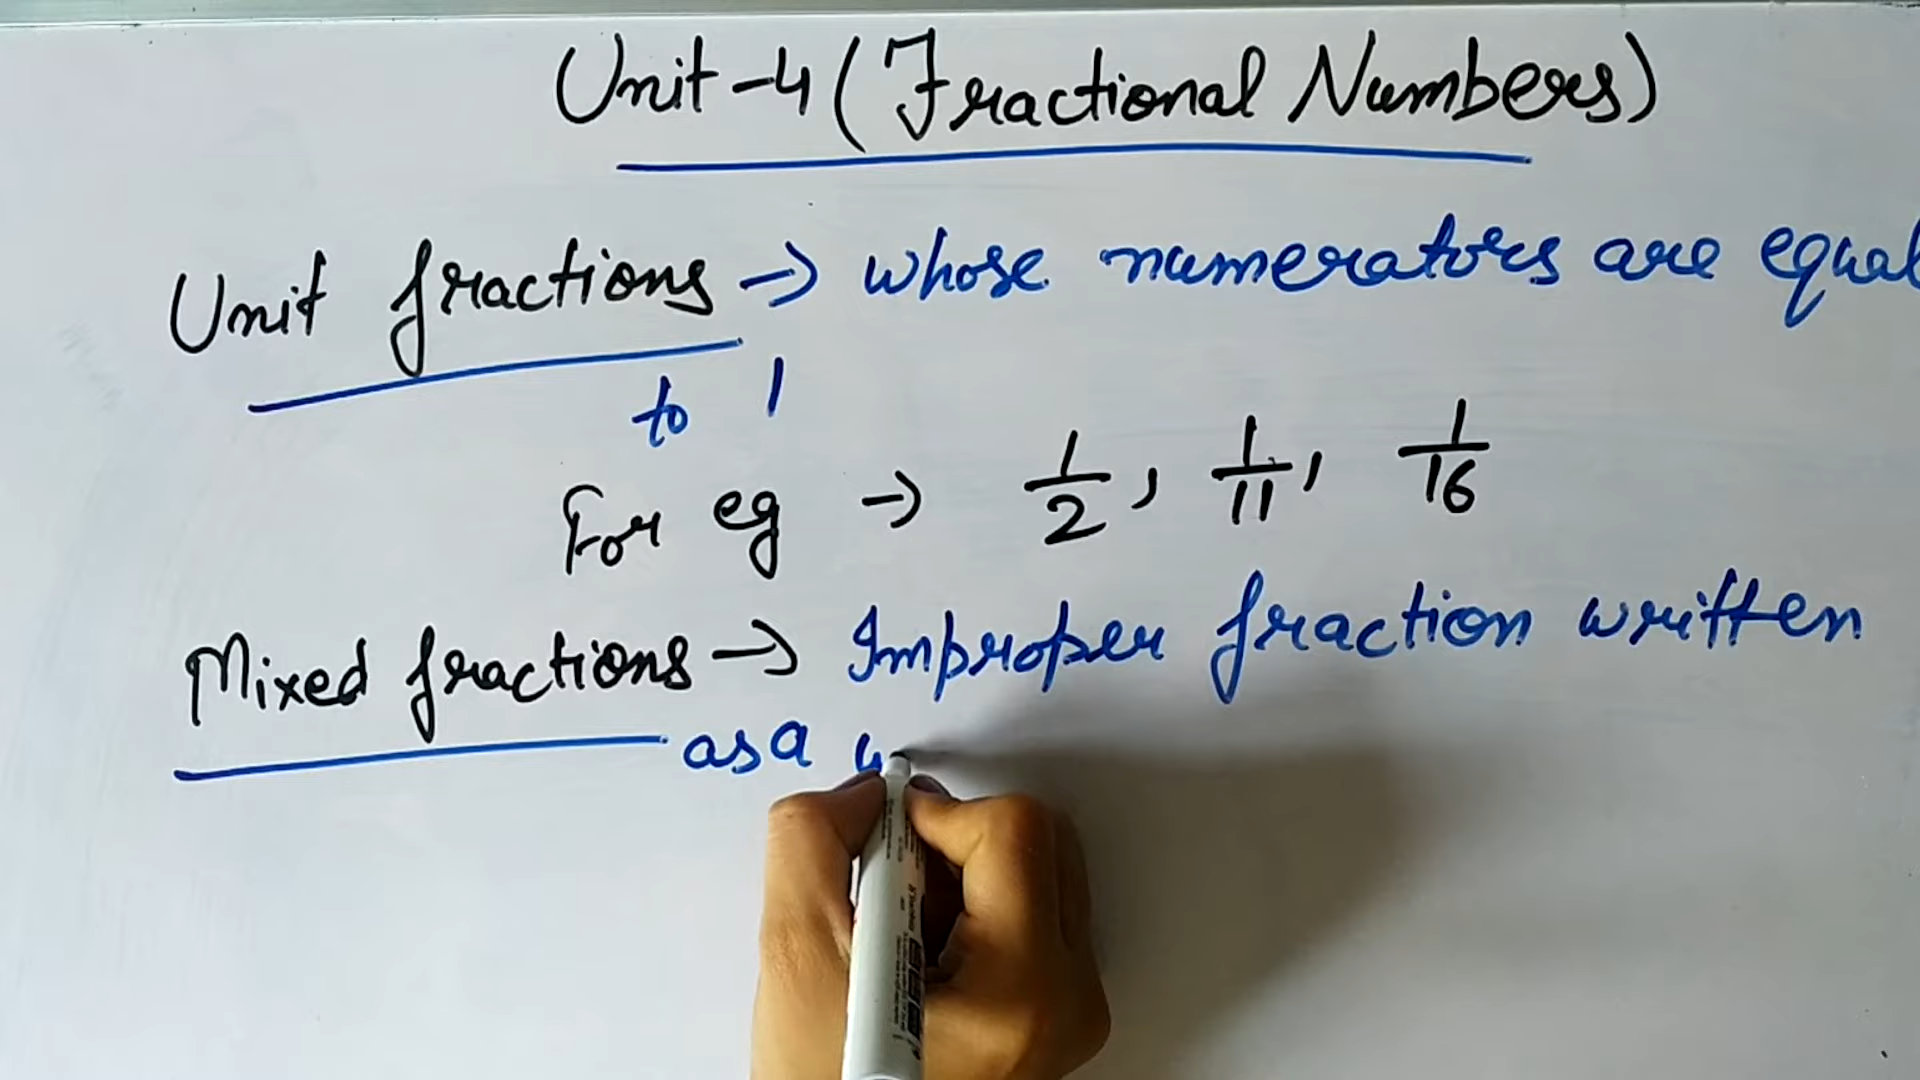 Unit-4 (Fractional Numbers)
Unit fractions → whose numerators are equal
to 1
For eg → 1/2, 1/11, 1/16
Mixed fractions → Improper fraction written
as a